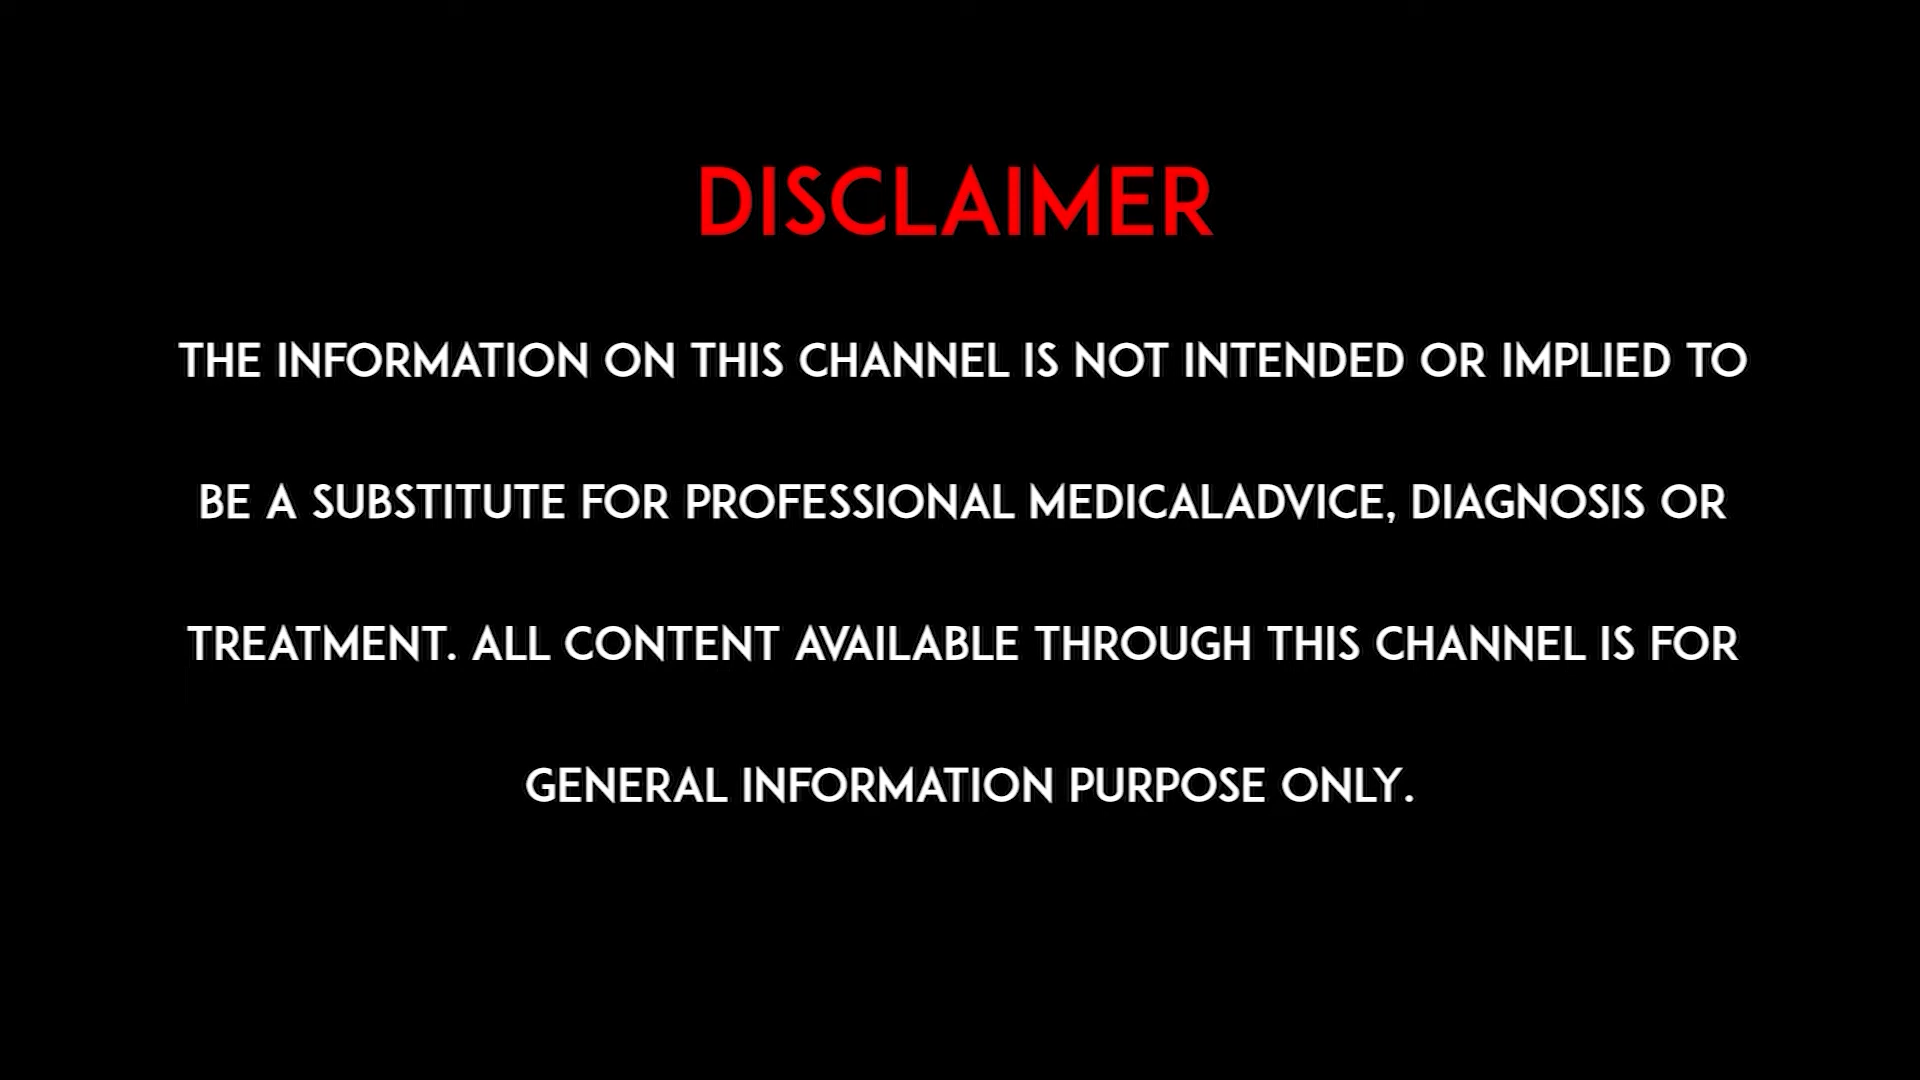 DISCLAIMER
THE INFORMATION ON THIS CHANNEL IS NOT INTENDED OR IMPLIED TO
BE A SUBSTITUTE FOR PROFESSIONAL MEDICALADVICE, DIAGNOSIS OR
TREATMENT. ALL CONTENT AVAILABLE THROUGH THIS CHANNEL IS FOR
GENERAL INFORMATION PURPOSE ONLY.